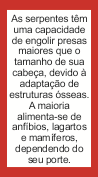 As serpentes têm
uma capacidade
de engolir presas
maiores que o
tamanho de sua
cabeça, devido à
adaptação de
estruturas ósseas.
A maioria
alimenta-se de
anfíbios, lagartos
e mamíferos,
dependendo do
seu porte.